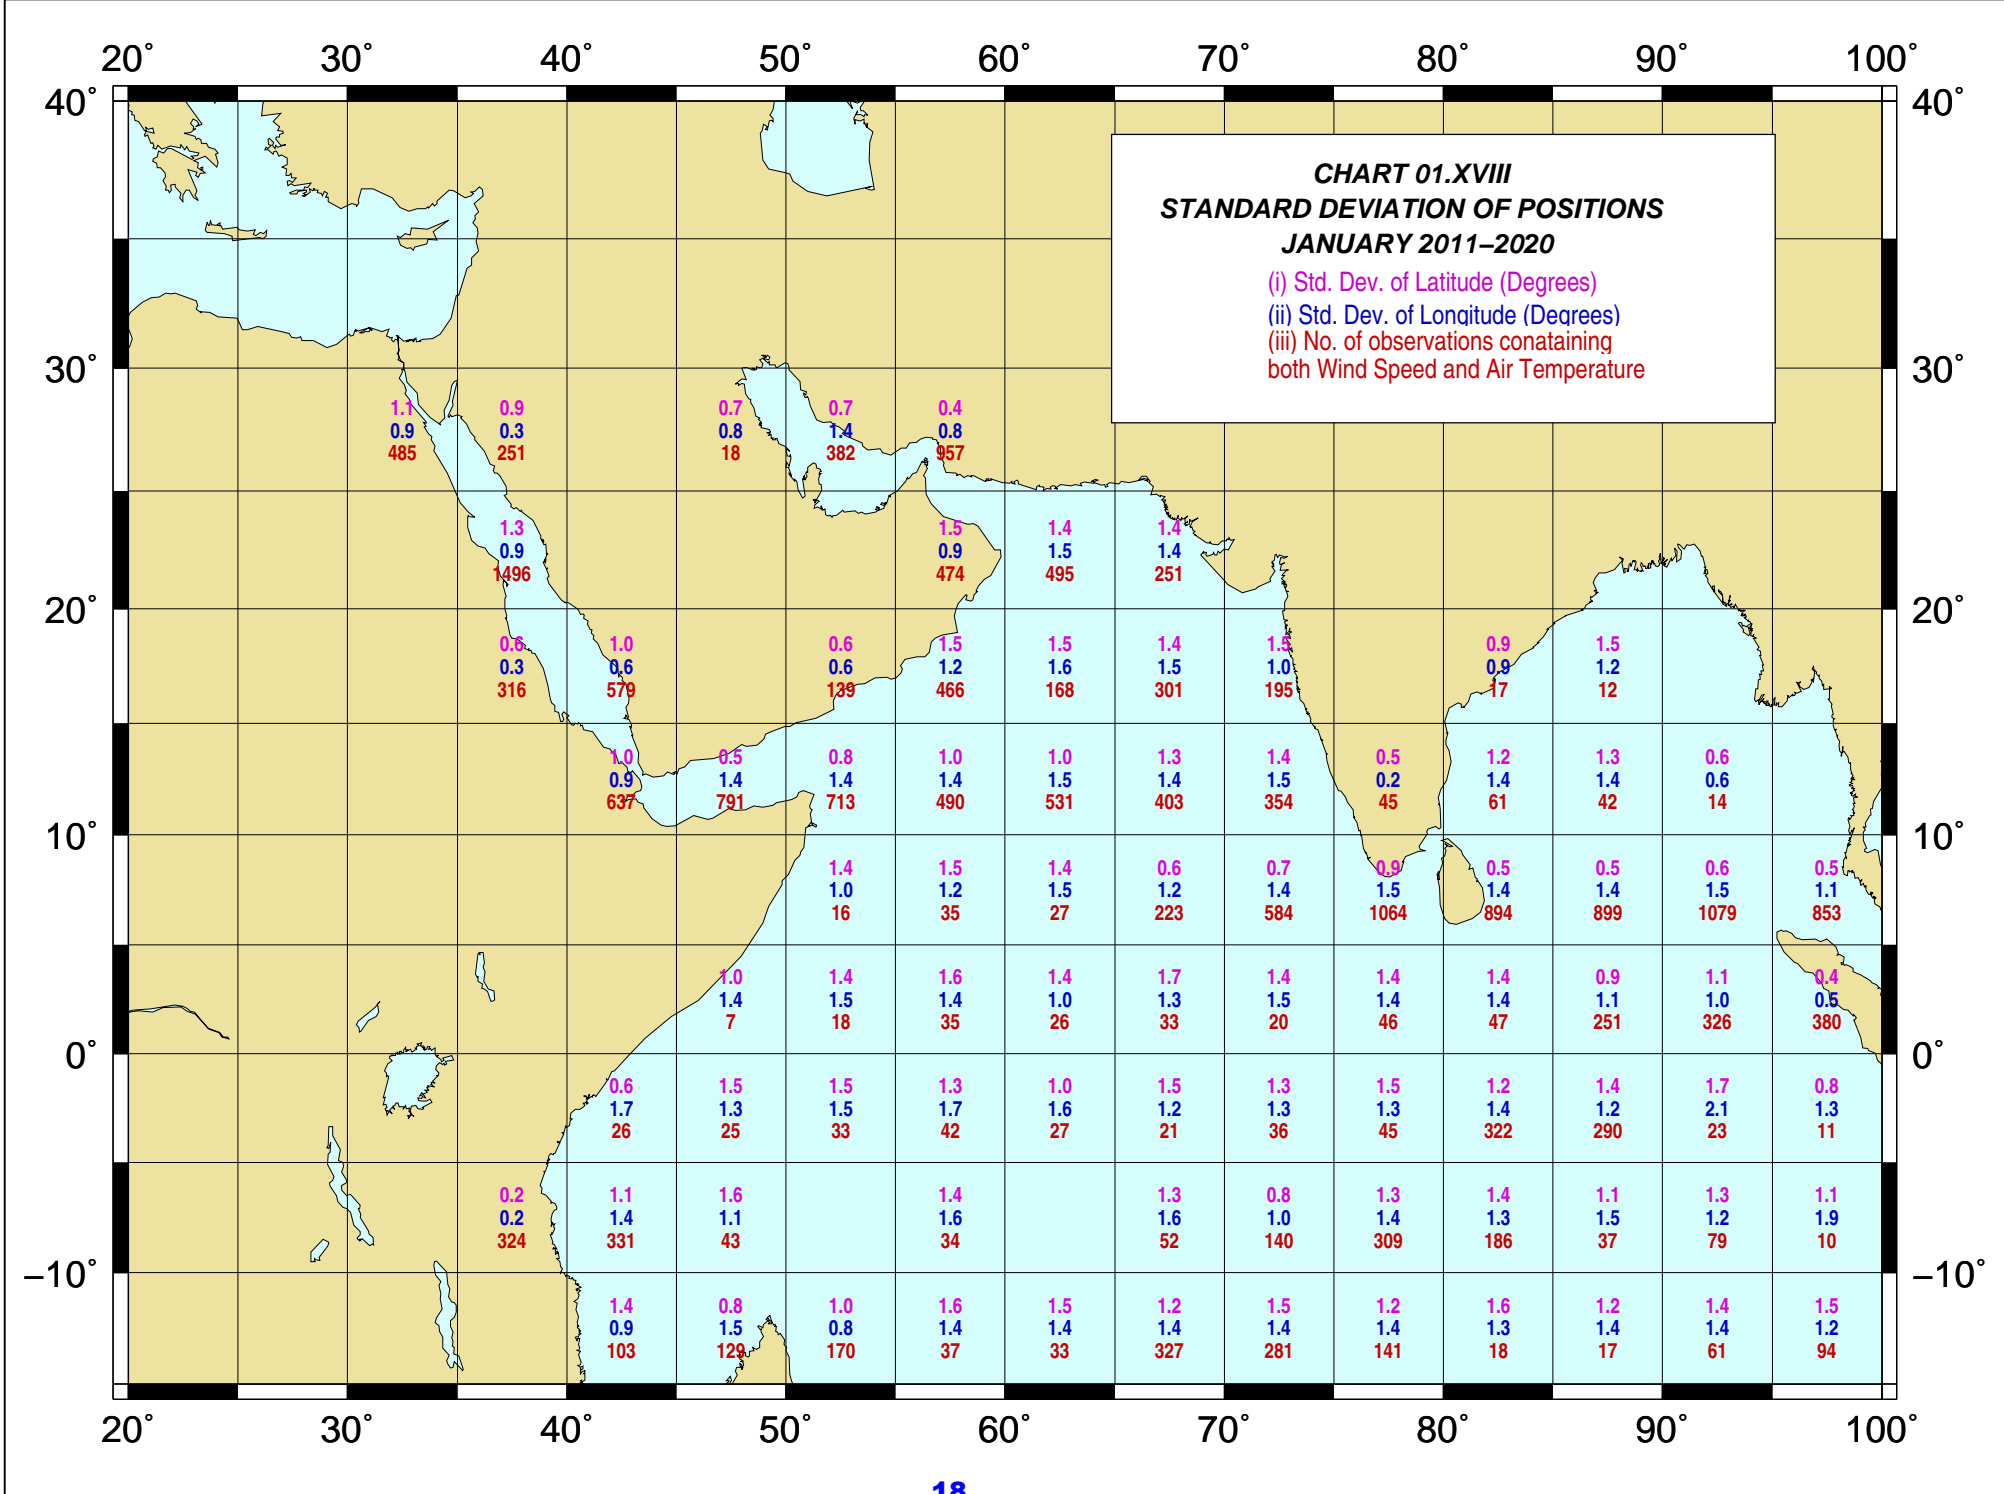 20° 30° 40° 50° 60° 70° 80° 90° 100°
40° 40°
CHART 01.XVIII
STANDARD DEVIATION OF POSITIONS
JANUARY 2011–2020
(i) Std. Dev. of Latitude (Degrees)
(ii) Std. Dev. of Longitude (Degrees)
(iii) No. of observations conataining
both Wind Speed and Air Temperature
30° 30°
1.1 0.9 0.7 0.7 0.4
0.9 0.3 0.8 1.4 0.8
485 251 18 382 957
1.3 1.5 1.4 1.4
0.9 0.9 1.5 1.4
1496 474 495 251
20° 20°
0.6 1.0 0.6 1.5 1.5 1.4 1.5 0.9 1.5
0.3 0.6 0.6 1.2 1.6 1.5 1.0 0.9 1.2
316 579 139 466 168 301 195 17 12
1.0 0.5 0.8 1.0 1.0 1.3 1.4 0.5 1.2 1.3 0.6
0.9 1.4 1.4 1.4 1.5 1.4 1.5 0.2 1.4 1.4 0.6
637 791 713 490 531 403 354 45 61 42 14
10° 10°
1.4 1.5 1.4 0.6 0.7 0.9 0.5 0.5 0.6 0.5
1.0 1.2 1.5 1.2 1.4 1.5 1.4 1.4 1.5 1.1
16 35 27 223 584 1064 894 899 1079 853
1.0 1.4 1.6 1.4 1.7 1.4 1.4 1.4 0.9 1.1 0.4
1.4 1.5 1.4 1.0 1.3 1.5 1.4 1.4 1.1 1.0 0.5
7 18 35 26 33 20 46 47 251 326 380
0° 0°
0.6 1.5 1.5 1.3 1.0 1.5 1.3 1.5 1.2 1.4 1.7 0.8
1.7 1.3 1.5 1.7 1.6 1.2 1.3 1.3 1.4 1.2 2.1 1.3
26 25 33 42 27 21 36 45 322 290 23 11
0.2 1.1 1.6 1.4 1.3 0.8 1.3 1.4 1.1 1.3 1.1
0.2 1.4 1.1 1.6 1.6 1.0 1.4 1.3 1.5 1.2 1.9
324 331 43 34 52 140 309 186 37 79 10
−10° −10°
1.4 0.8 1.0 1.6 1.5 1.2 1.5 1.2 1.6 1.2 1.4 1.5
0.9 1.5 0.8 1.4 1.4 1.4 1.4 1.4 1.3 1.4 1.4 1.2
103 129 170 37 33 327 281 141 18 17 61 94
20° 30° 40° 50° 60° 70° 80° 90° 100°
18